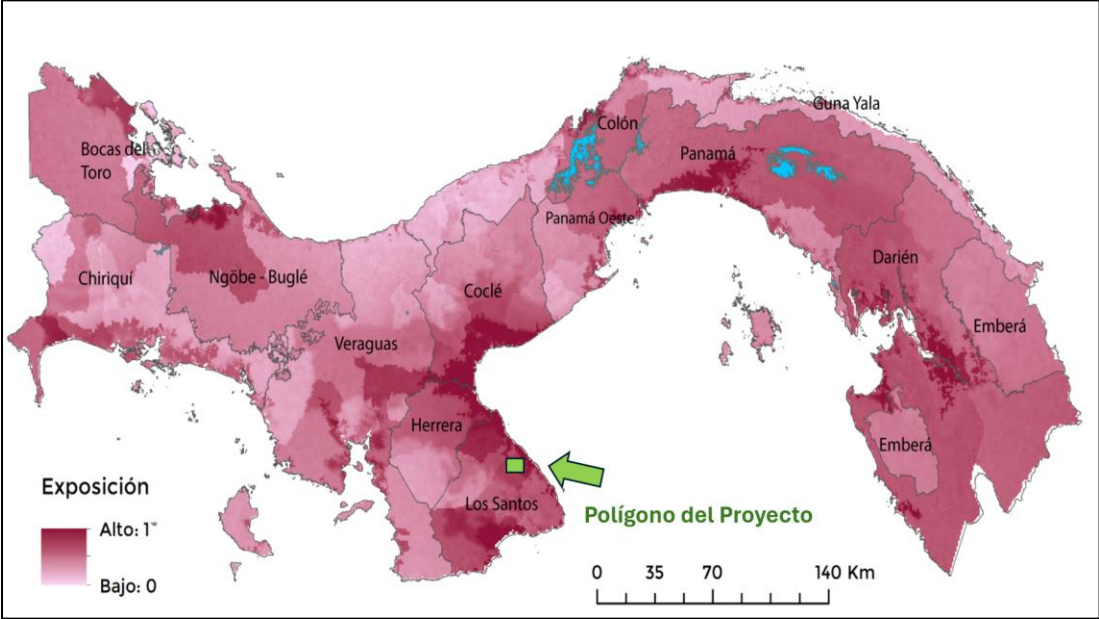 Guna Yala
Colón
Bocas del
Toro
Panamá
Panamá Oeste
Darién
Chiriquí
Ngöbe - Buglé
Coclé
Emberá
Veraguas
Herrera
Emberá
Los Santos
Polígono del Proyecto
Exposición
Alto: 1
Bajo: 0
0 35 70 140 Km